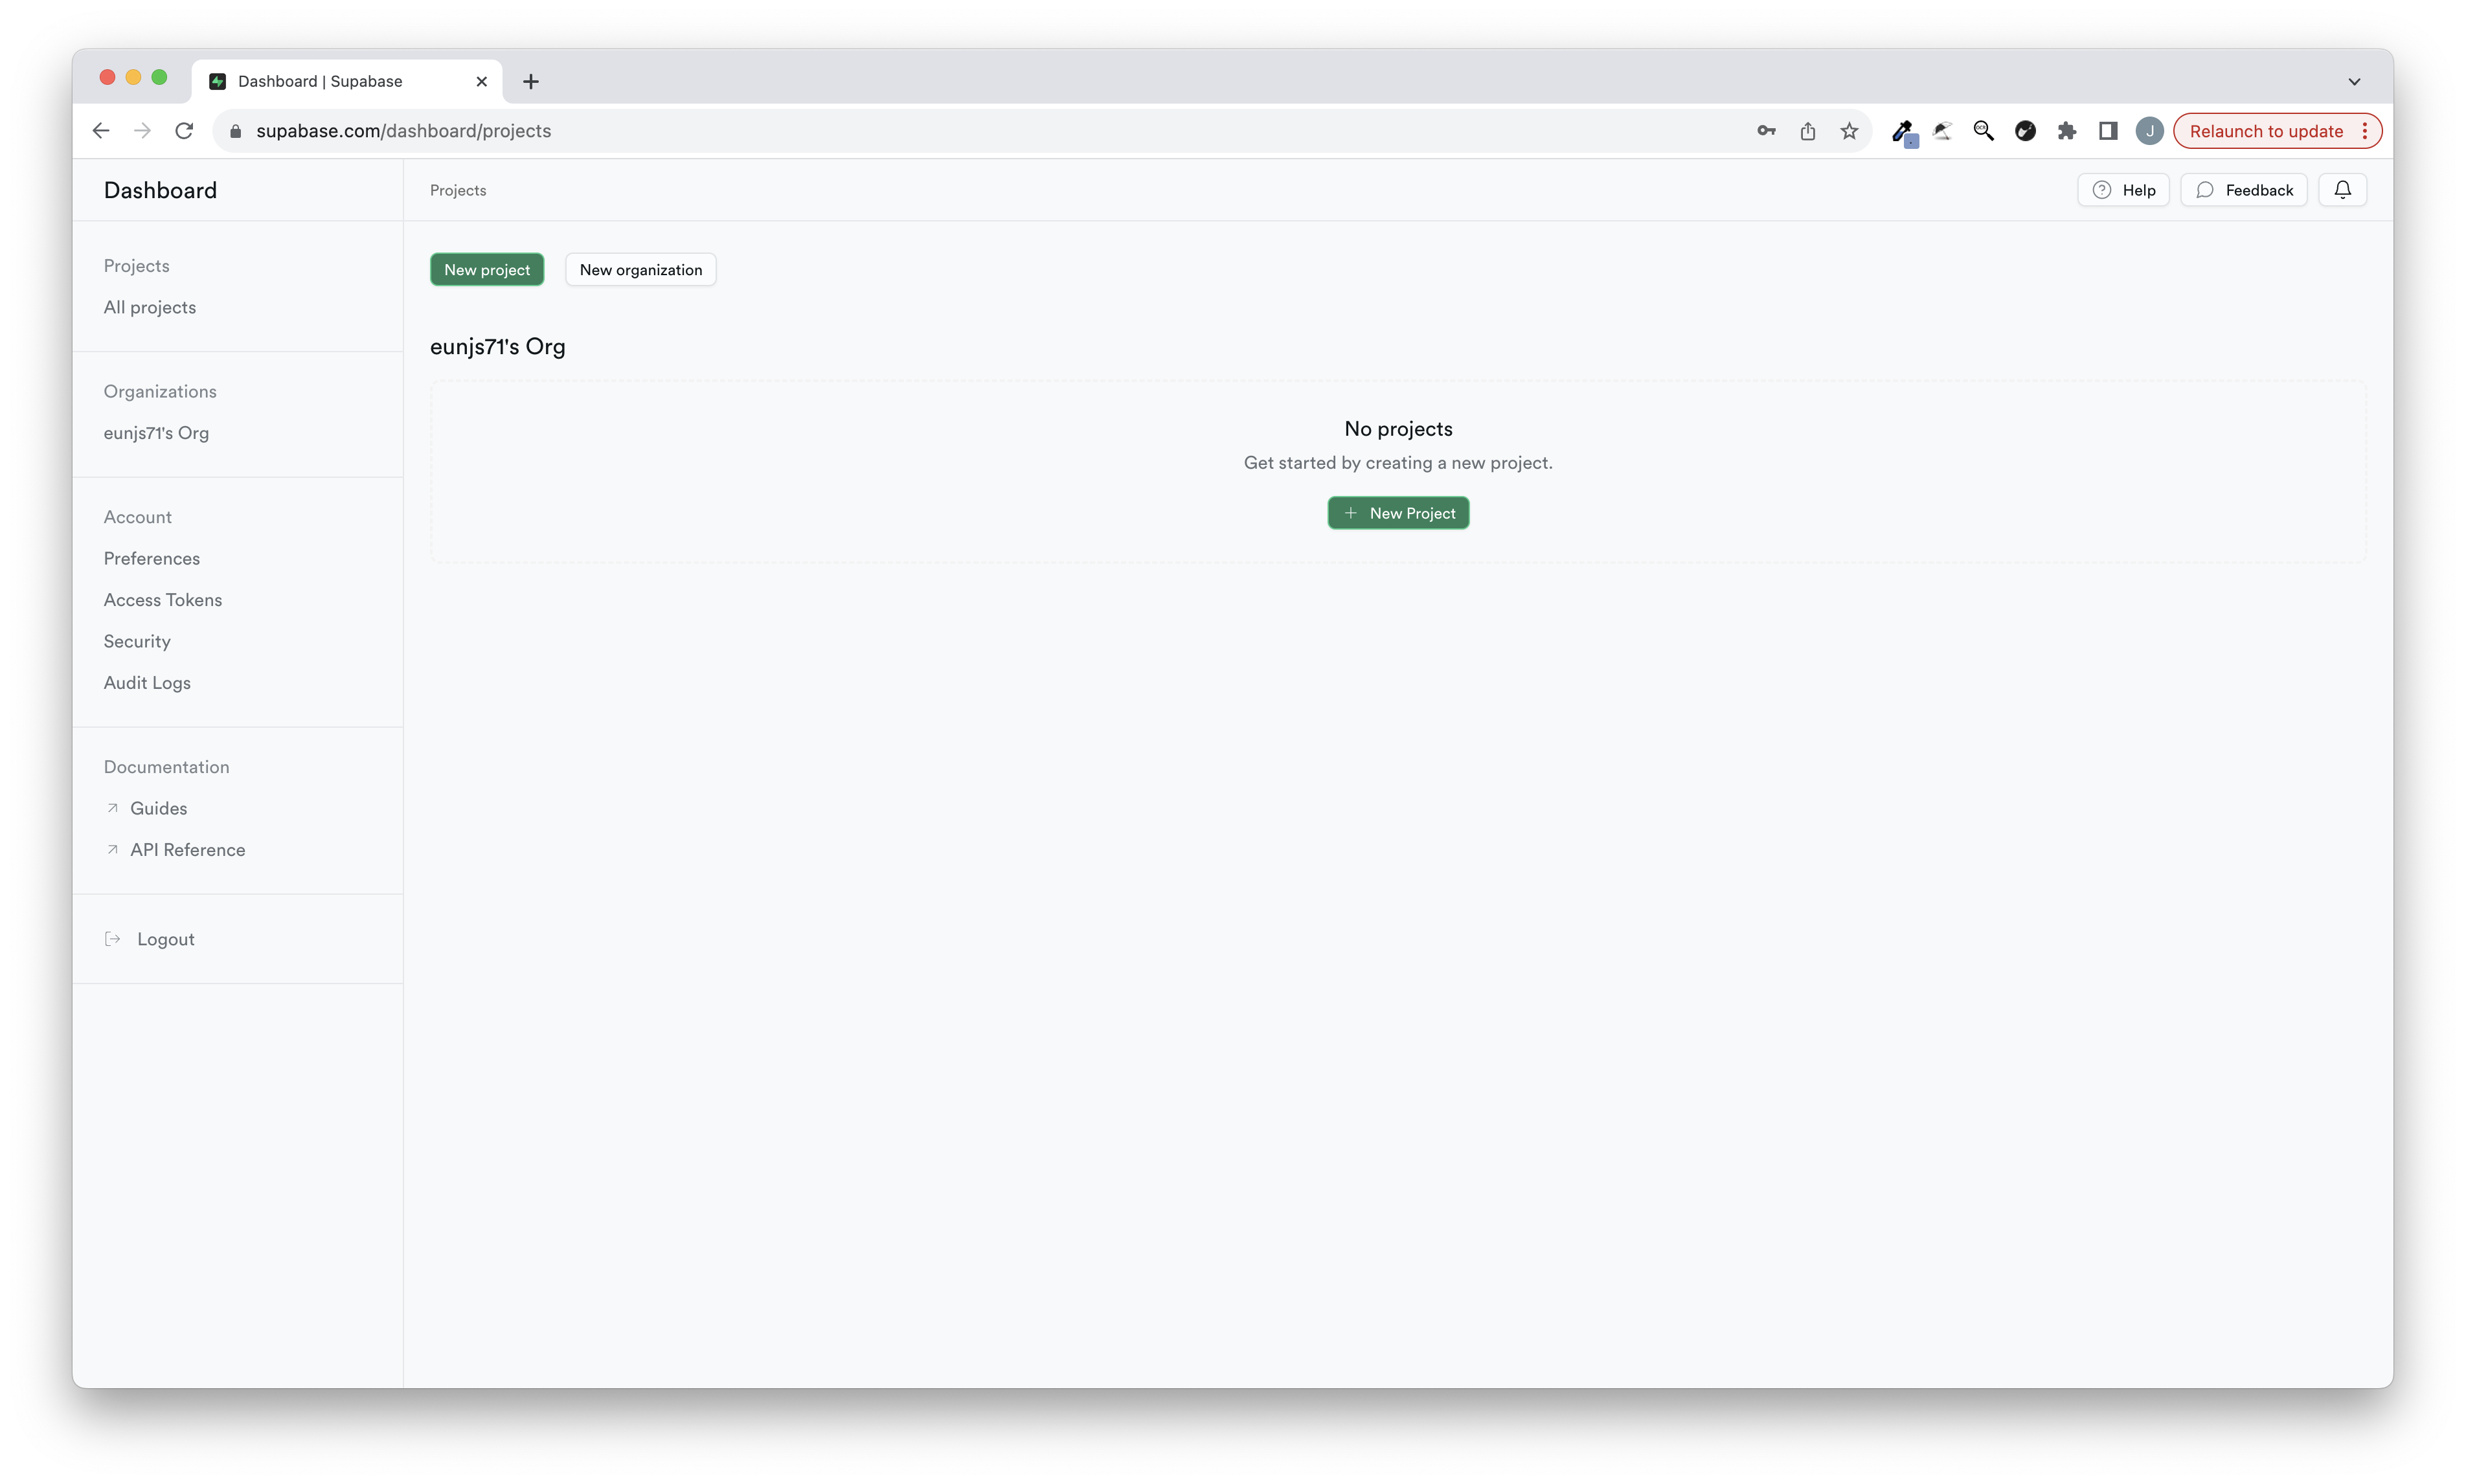 Dashboard | Supabase
supabase.com/dashboard/projects
J
Relaunch to update
Dashboard
Projects
Help
Feedback
Projects
All projects
Organizations
eunjs71's Org
Account
Preferences
Access Tokens
Security
Audit Logs
Documentation
Guides
API Reference
Logout
New project
New organization
eunjs71's Org
No projects
Get started by creating a new project.
New Project